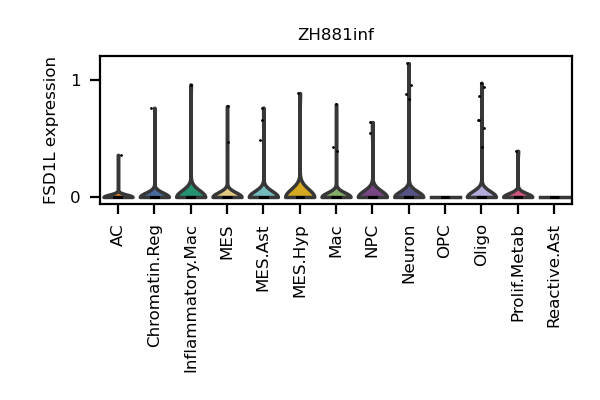 ZH881inf
FSD1L expression
1
0
AC
Chromatin.Reg
Inflammatory.Mac
MES
MES.Ast
MES.Hyp
Mac
NPC
Neuron
OPC
Oligo
Prolif.Metab
Reactive.Ast